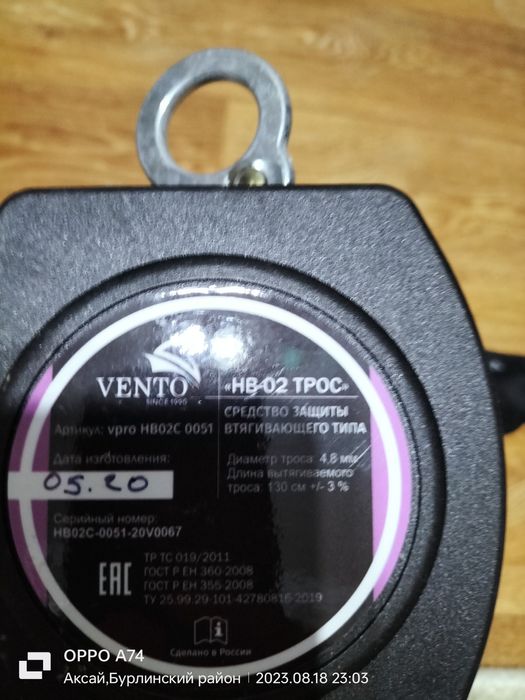 VENTO
SINCE 1995
«НВ-02 ТРОС»
СРЕДСТВО ЗАЩИТЫ
ВТЯГИВАЮЩЕГО ТИПА
Артикул: vpro HB02C 0051
Дата изготовления:
05.20
Диаметр троса: 4.8 мм
Длина вытягиваемого
троса: 130 см +/- 3 %
Серийный номер:
HB02C-0051-20V0067
ЕАС
ТР ТС 019/2011
ГОСТ Р ЕН 360-2008
ГОСТ Р ЕН 355-2008
ТУ 25.99.29-101-42780816-2019
Сделано в России
OPPO A74
Аксай,Бурлинский район | 2023.08.18 23:03